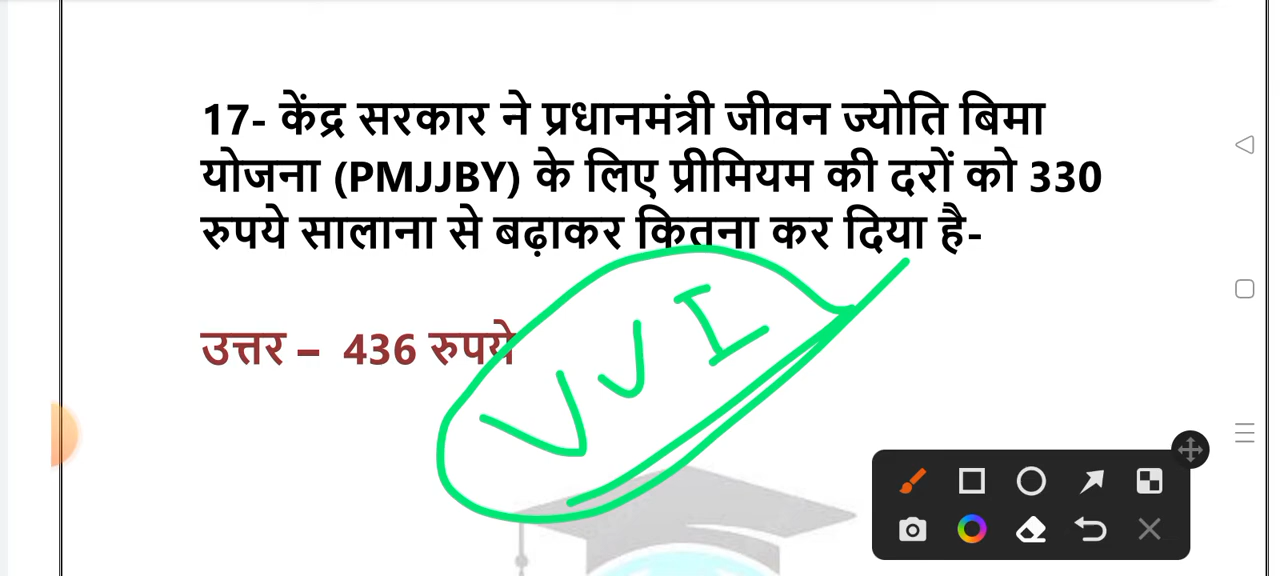 17- केंद्र सरकार ने प्रधानमंत्री जीवन ज्योति बिमा
योजना (PMJJBY) के लिए प्रीमियम की दरों को 330
रुपये सालाना से बढ़ाकर कितना कर दिया है-
उत्तर – 436 रुपये
VVI